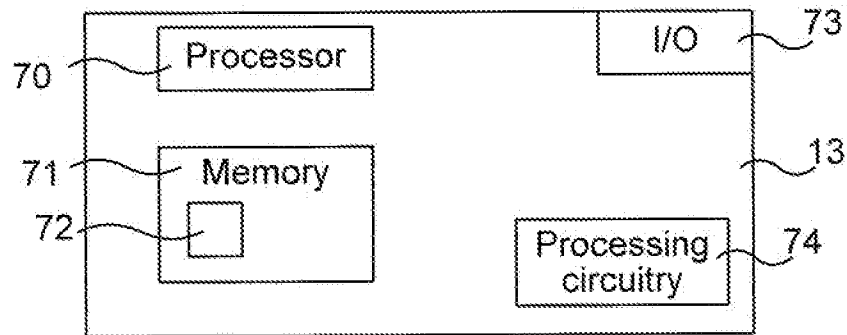 Processor
I/O
73
70
71
Memory
13
72
Processing
circuitry
74